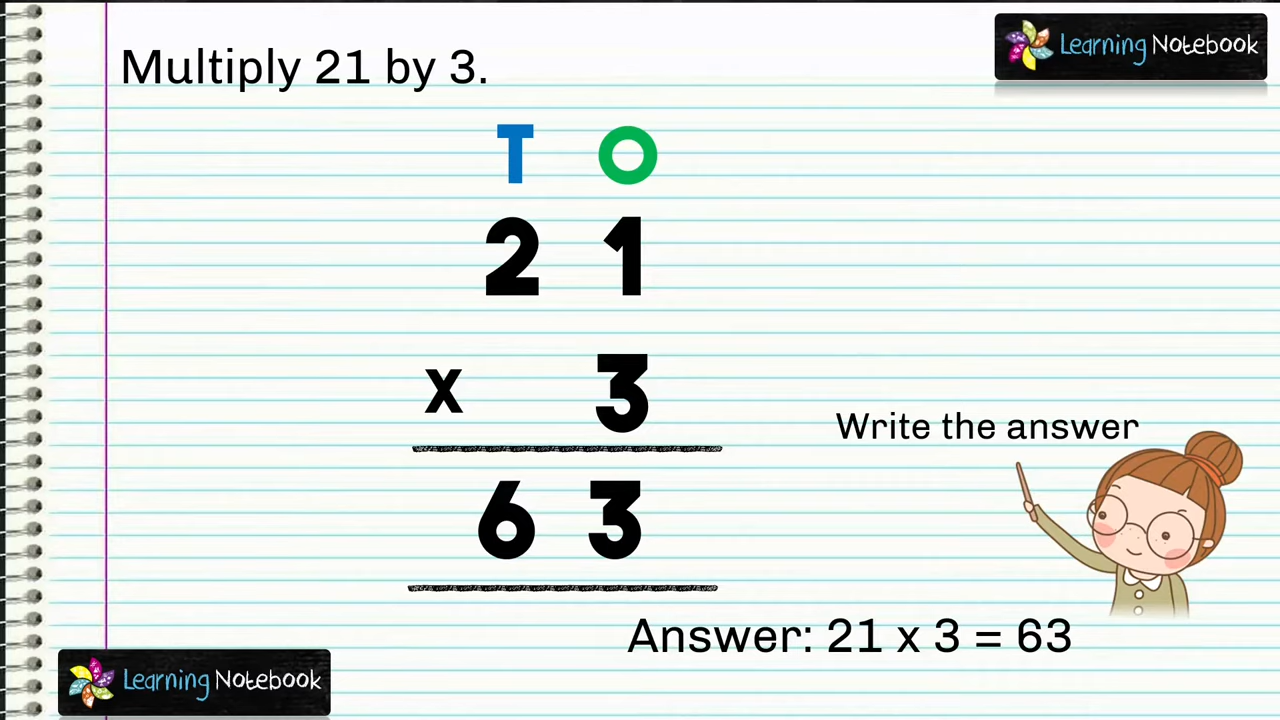 Learning Notebook
Multiply 21 by 3.
T O
2 1
x 3
Write the answer
6 3
Answer: 21 x 3 = 63
Learning Notebook